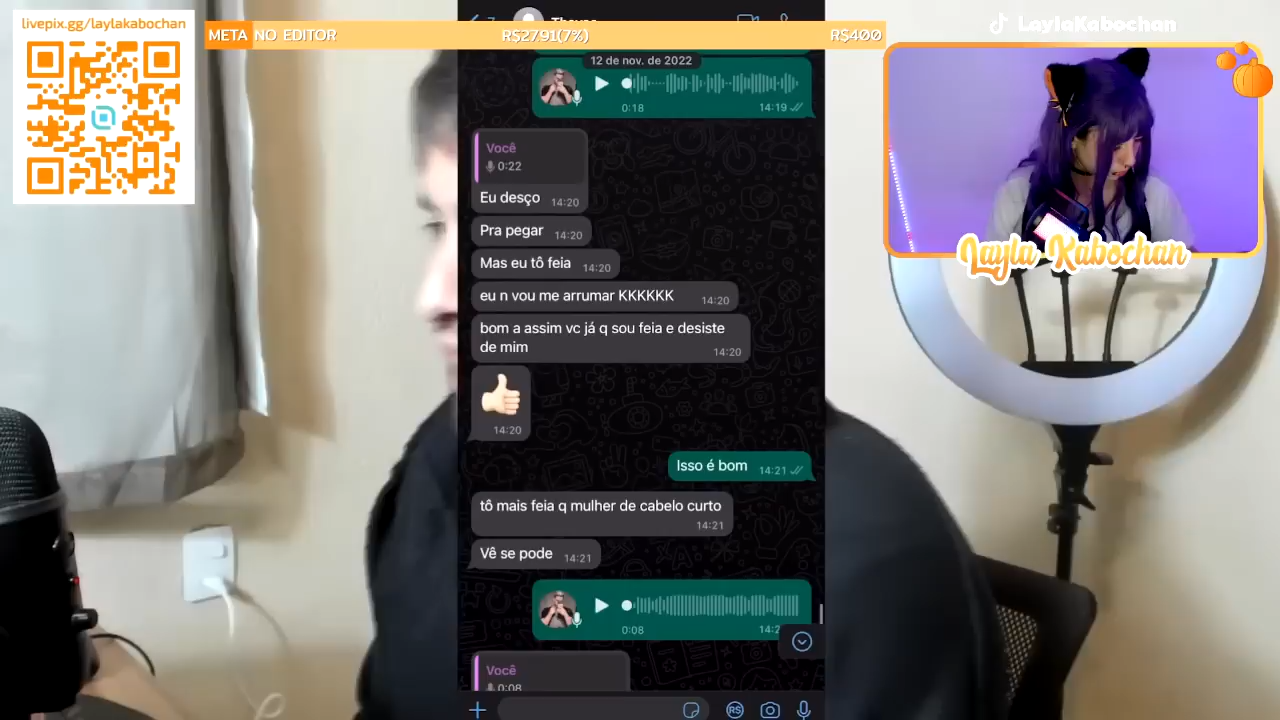 livepix.gg/laylakabochan
META NO EDITOR
R$27.91(7%)
R$400
LaylaKabochan
Layla Kabochan
12 de nov. de 2022
0:18
14:19
Você
0:22
Eu desço 14:20
Pra pegar 14:20
Mas eu tô feia 14:20
eu n vou me arrumar KKKKKK 14:20
bom a assim vc já q sou feia e desiste
de mim
14:20
14:20
Isso é bom 14:21
tô mais feia q mulher de cabelo curto
14:21
Vê se pode 14:21
0:08
Você
0:08
R$